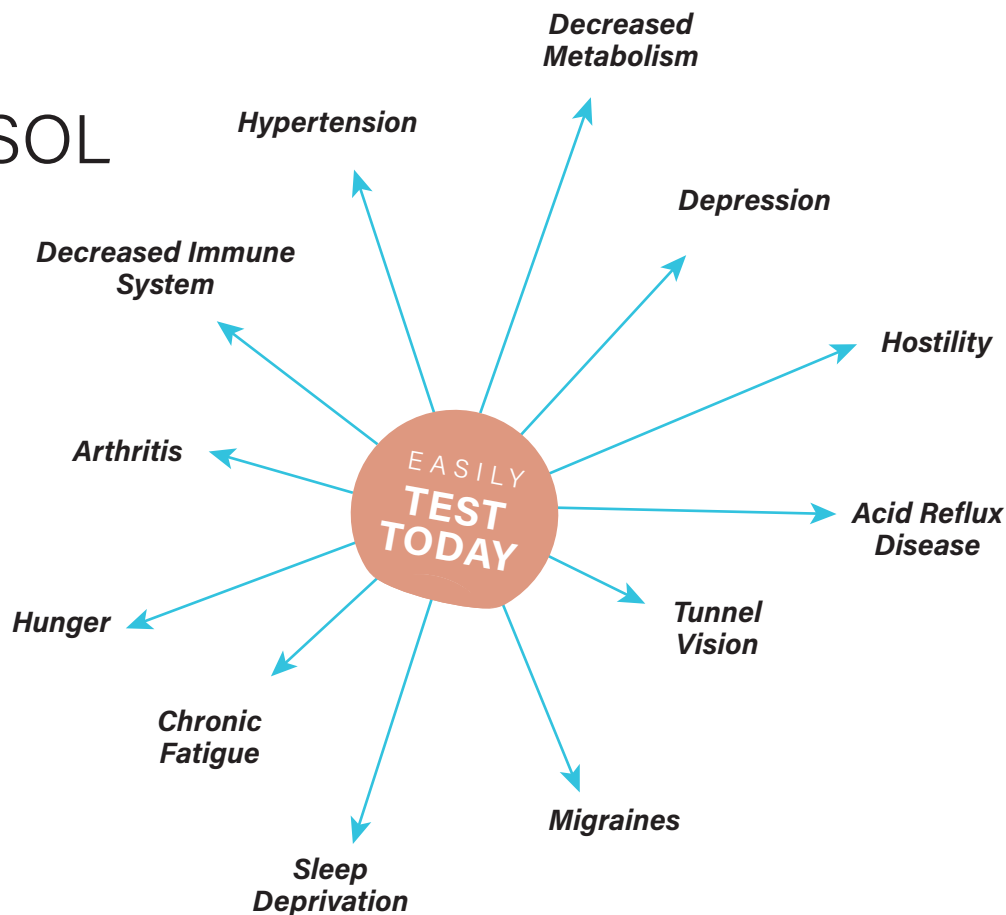 Decreased
Metabolism
SOL
Hypertension
Depression
Decreased Immune
System
Hostility
Arthritis
EASILY
TEST
TODAY
Acid Reflux
Disease
Hunger
Tunnel
Vision
Chronic
Fatigue
Migraines
Sleep
Deprivation